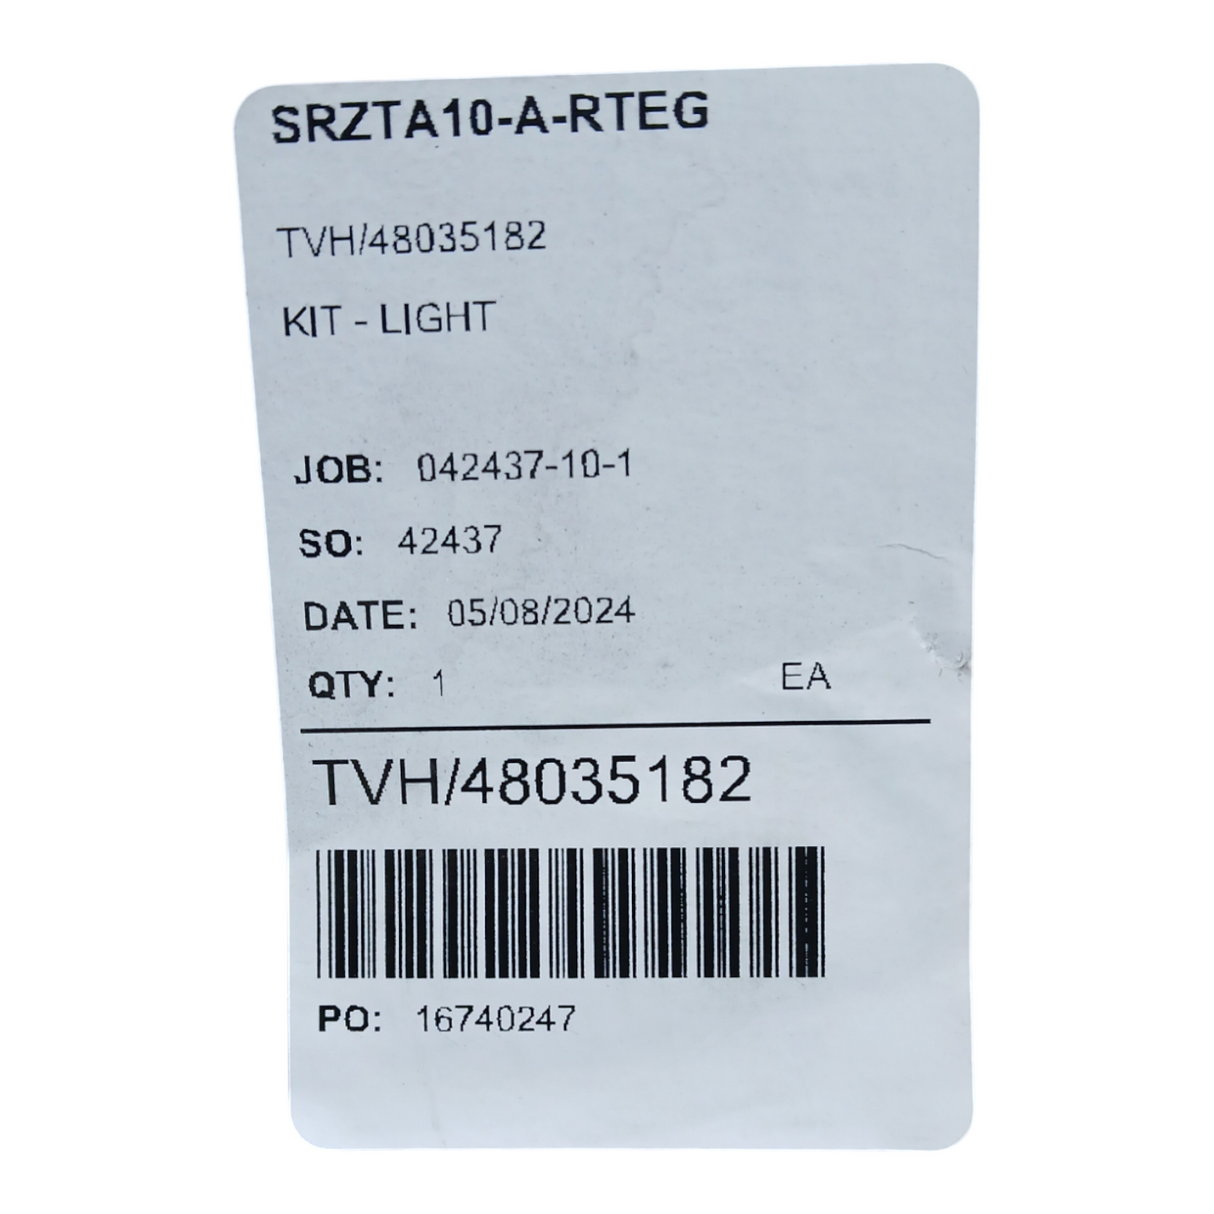 SRZTA10-A-RTEG
TVH/48035182
KIT - LIGHT
JOB: 042437-10-1
SO: 42437
DATE: 05/08/2024
QTY: 1 EA
TVH/48035182
PO: 16740247